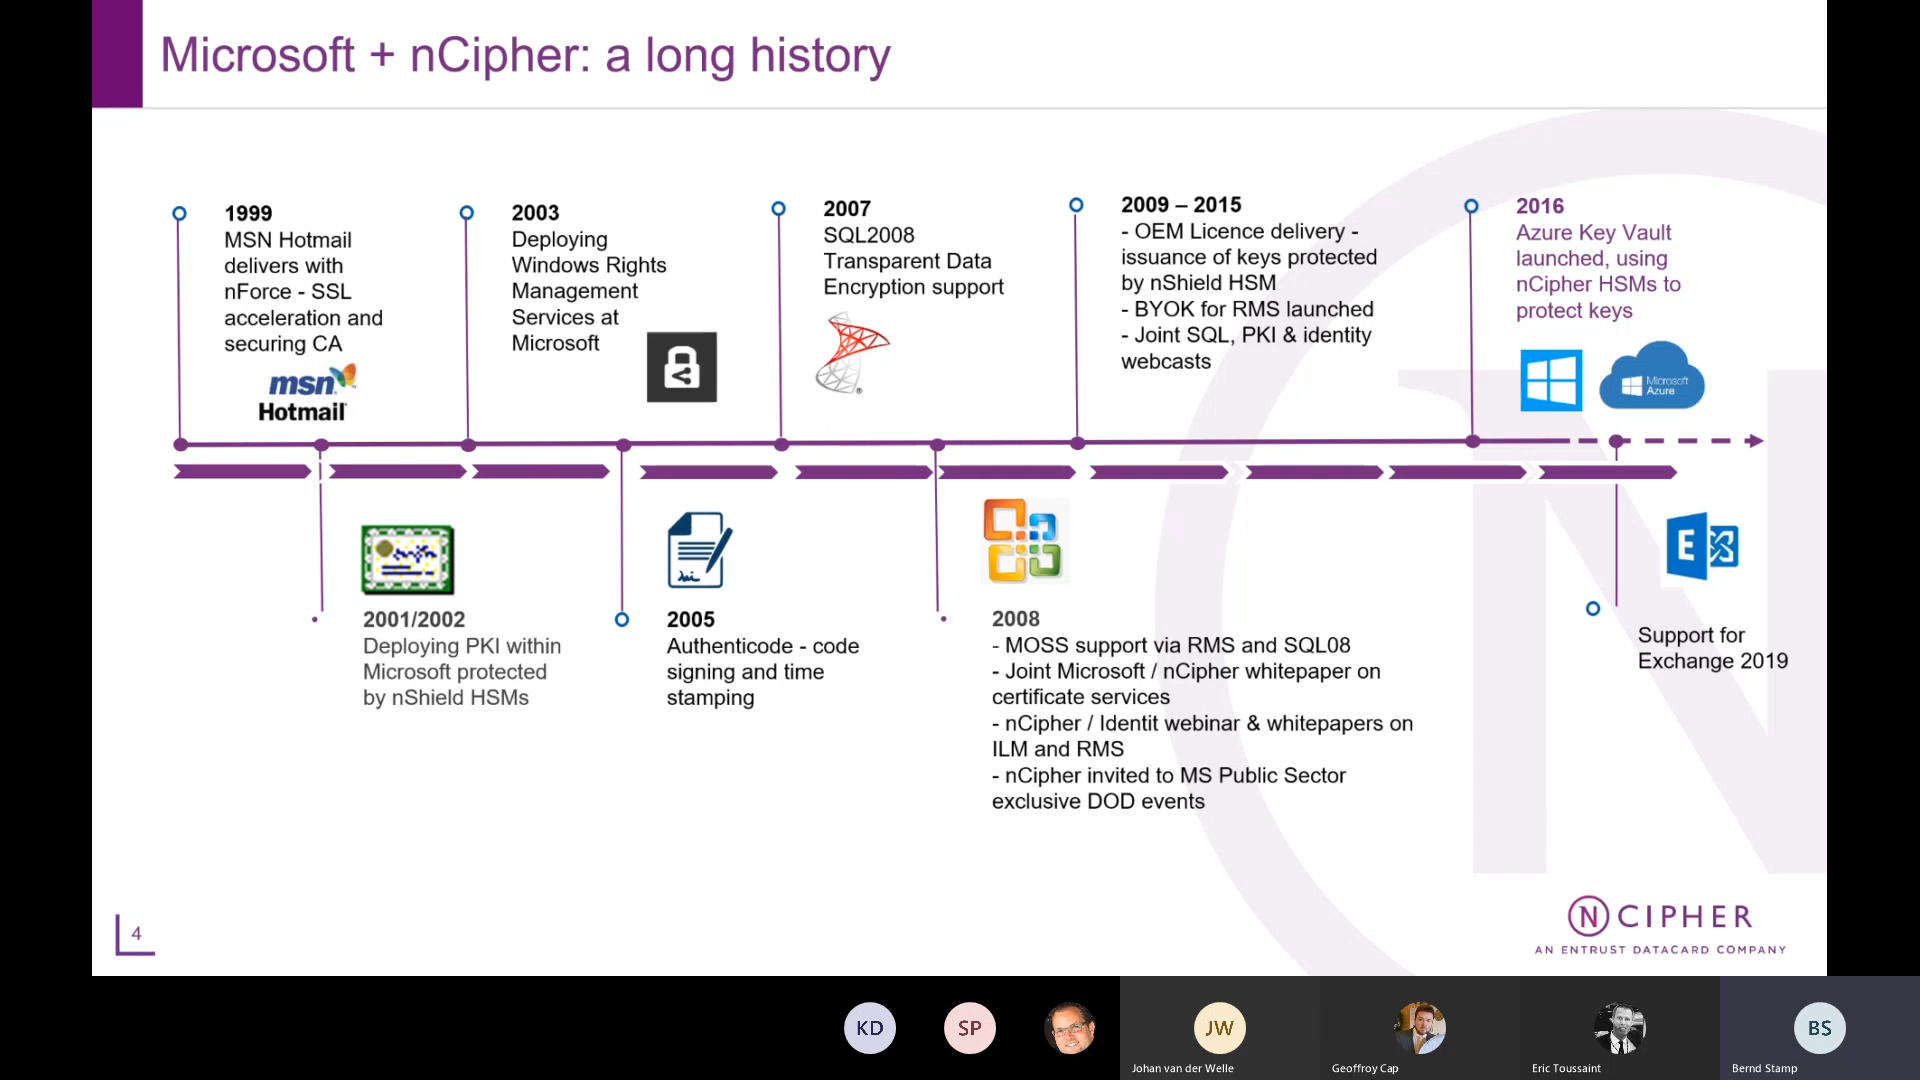 Microsoft + nCipher: a long history
1999
MSN Hotmail
delivers with
nForce - SSL
acceleration and
securing CA
msn
Hotmail
2003
Deploying
Windows Rights
Management
Services at
Microsoft
2007
SQL2008
Transparent Data
Encryption support
2009 – 2015
- OEM Licence delivery -
issuance of keys protected
by nShield HSM
- BYOK for RMS launched
- Joint SQL, PKI & identity
webcasts
2016
Azure Key Vault
launched, using
nCipher HSMs to
protect keys
Microsoft
Azure
2001/2002
Deploying PKI within
Microsoft protected
by nShield HSMs
2005
Authenticode - code
signing and time
stamping
2008
- MOSS support via RMS and SQL08
- Joint Microsoft / nCipher whitepaper on
certificate services
- nCipher / Identit webinar & whitepapers on
ILM and RMS
- nCipher invited to MS Public Sector
exclusive DOD events
E
Support for
Exchange 2019
4
N CIPHER
AN ENTRUST DATACARD COMPANY
KD
SP
JW
BS
Johan van der Welle
Geoffroy Cap
Eric Toussaint
Bernd Stamp